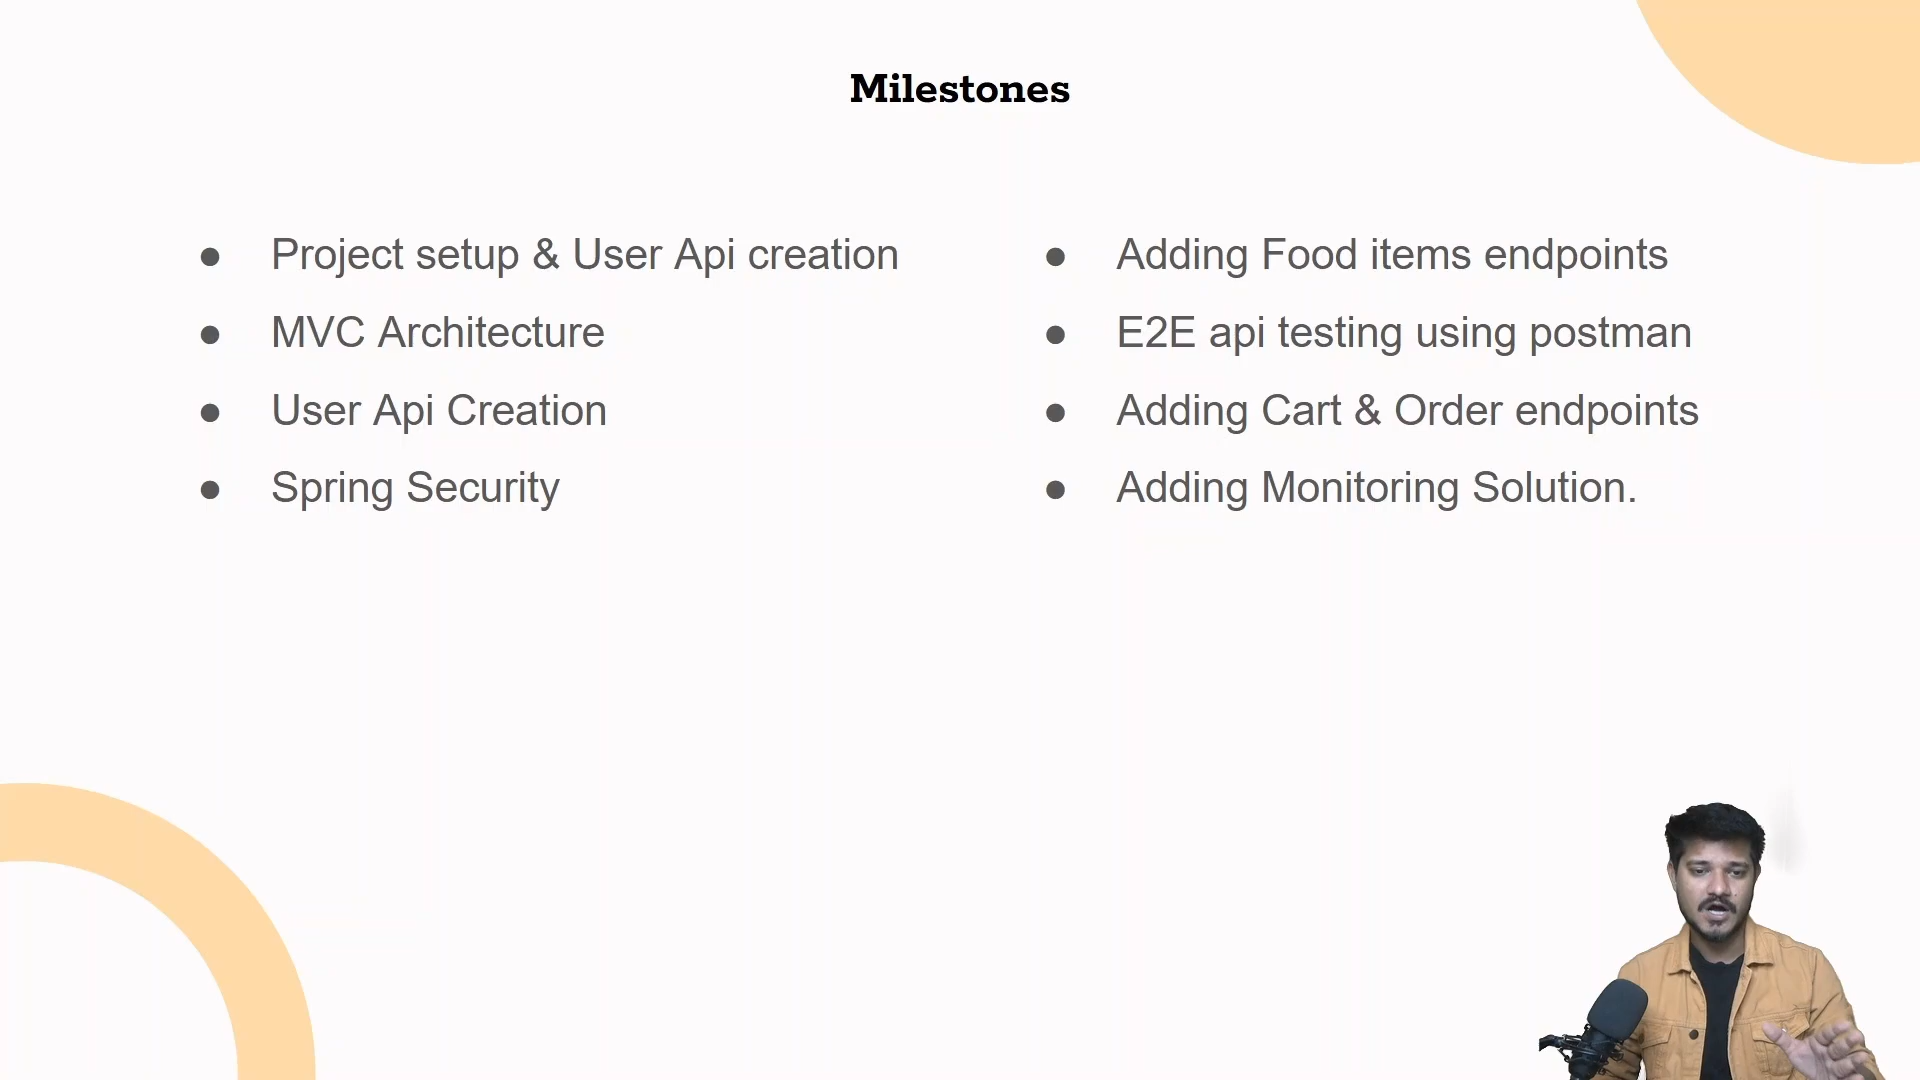 Milestones
● Project setup & User Api creation
● MVC Architecture
● User Api Creation
● Spring Security
● Adding Food items endpoints
● E2E api testing using postman
● Adding Cart & Order endpoints
● Adding Monitoring Solution.